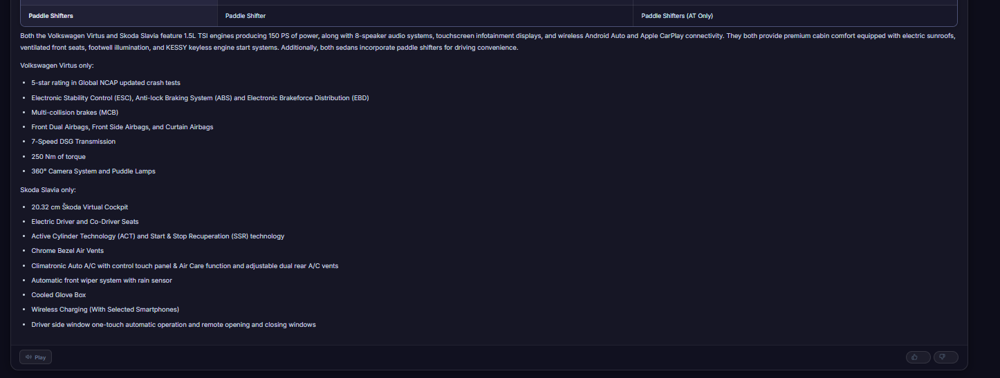 Paddle Shifters Paddle Shifter Paddle Shifters (AT Only)
Both the Volkswagen Virtus and Skoda Slavia feature 1.5L TSI engines producing 150 PS of power, along with 8-speaker audio systems, touchscreen infotainment displays, and wireless Android Auto and Apple CarPlay connectivity. They both provide premium cabin comfort equipped with electric sunroofs,
ventilated front seats, footwell illumination, and KESSY keyless engine start systems. Additionally, both sedans incorporate paddle shifters for driving convenience.
Volkswagen Virtus only:
• 5-star rating in Global NCAP updated crash tests
• Electronic Stability Control (ESC), Anti-lock Braking System (ABS) and Electronic Brakeforce Distribution (EBD)
• Multi-collision brakes (MCB)
• Front Dual Airbags, Front Side Airbags, and Curtain Airbags
• 7-Speed DSG Transmission
• 250 Nm of torque
• 360° Camera System and Puddle Lamps
Skoda Slavia only:
• 20.32 cm Škoda Virtual Cockpit
• Electric Driver and Co-Driver Seats
• Active Cylinder Technology (ACT) and Start & Stop Recuperation (SSR) technology
• Chrome Bezel Air Vents
• Climatronic Auto A/C with control touch panel & Air Care function and adjustable dual rear A/C vents
• Automatic front wiper system with rain sensor
• Cooled Glove Box
• Wireless Charging (With Selected Smartphones)
• Driver side window one-touch automatic operation and remote opening and closing windows
Play